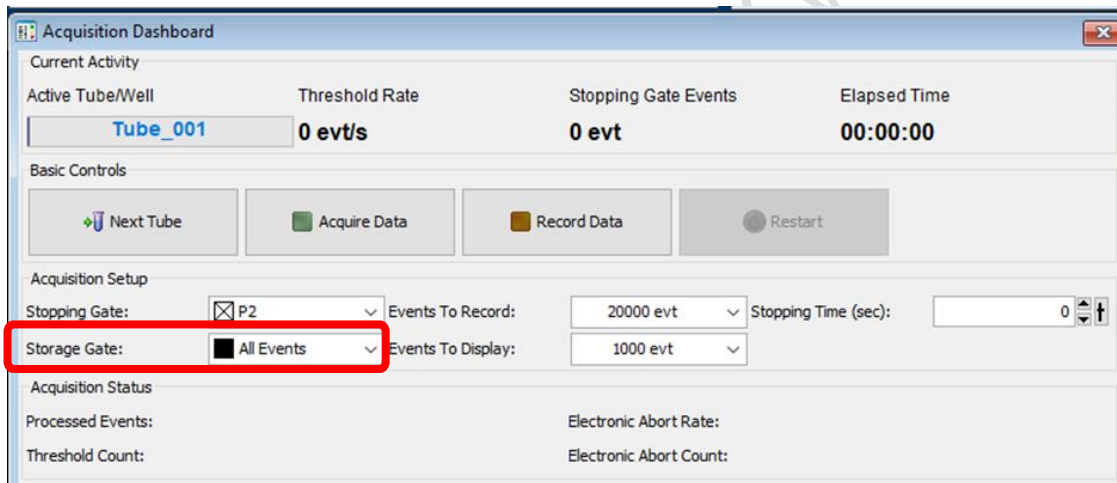 Acquisition Dashboard
Current Activity
Active Tube/Well Threshold Rate Stopping Gate Events Elapsed Time
Tube_001 0 evt/s 0 evt 00:00:00
Basic Controls
Next Tube Acquire Data Record Data Restart
Acquisition Setup
Stopping Gate: P2 Events To Record: 20000 evt Stopping Time (sec): 0
Storage Gate: All Events Events To Display: 1000 evt
Acquisition Status
Processed Events: Electronic Abort Rate:
Threshold Count: Electronic Abort Count: